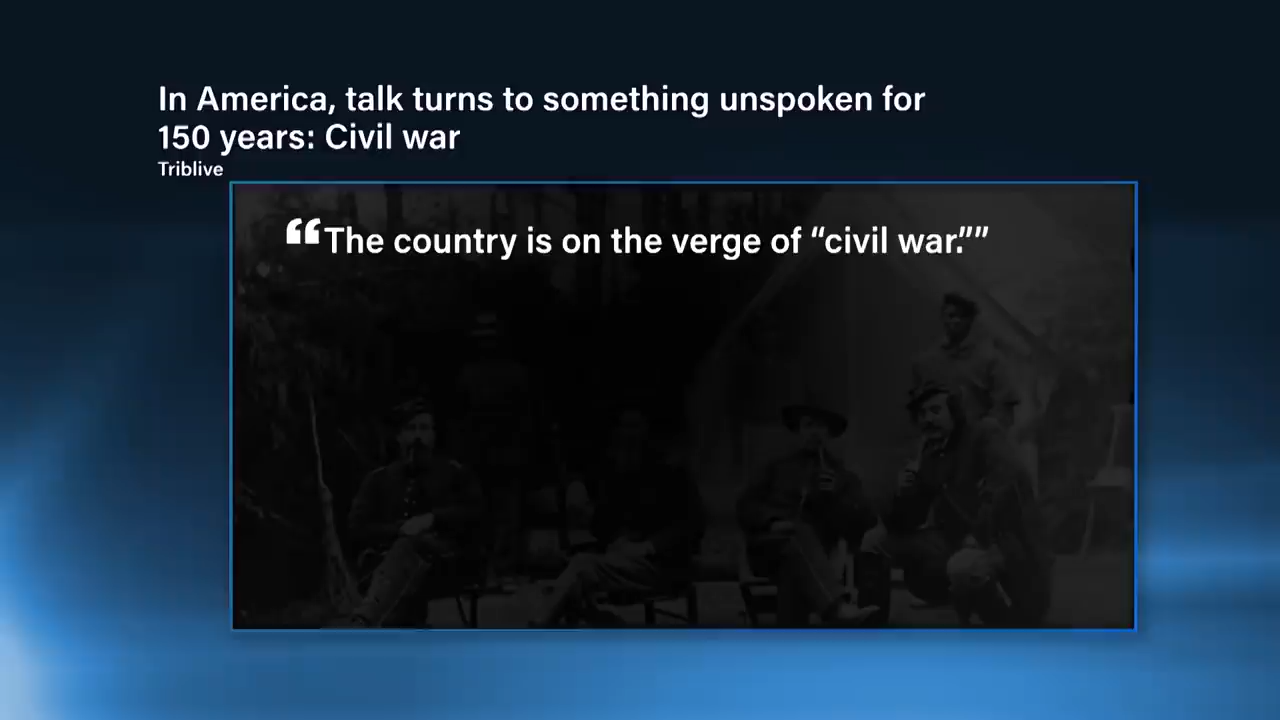 In America, talk turns to something unspoken for
150 years: Civil war
Triblive
“The country is on the verge of “civil war.””